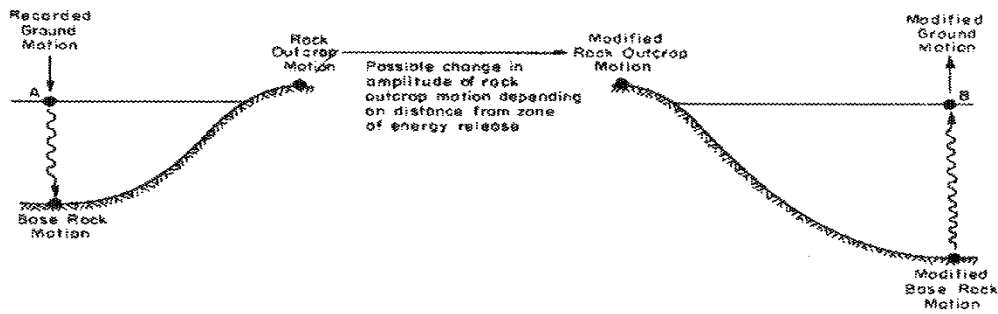 Recorded
Ground
Motion
A
Base Rock
Motion
Rock
Outcrop
Motion
Possible change in
amplitude of rock
outcrop motion depending
on distance from zone
of energy release
Modified
Rock Outcrop
Motion
Modified
Ground
Motion
B
Modified
Base Rock
Motion